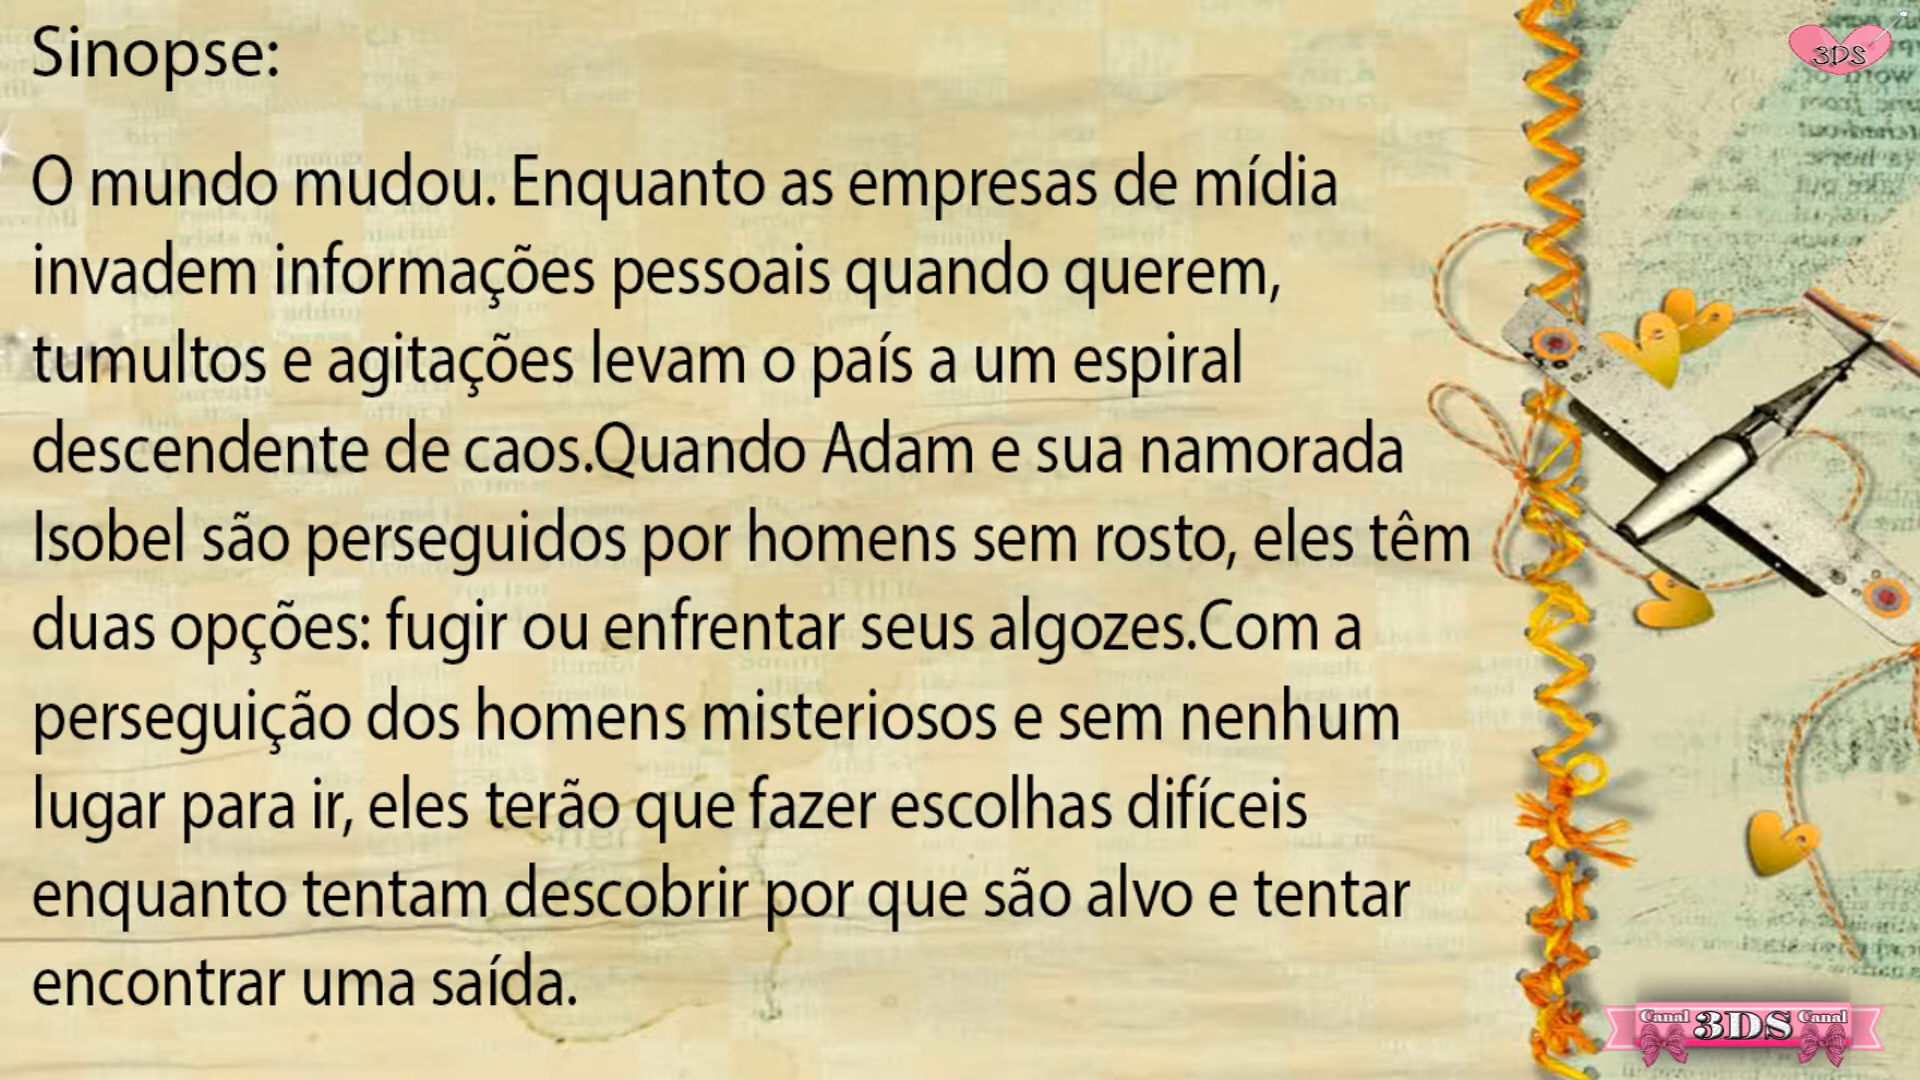 Sinopse:
O mundo mudou. Enquanto as empresas de mídia
invadem informações pessoais quando querem,
tumultos e agitações levam o país a um espiral
descendente de caos.Quando Adam e sua namorada
Isobel são perseguidos por homens sem rosto, eles têm
duas opções: fugir ou enfrentar seus algozes.Com a
perseguição dos homens misteriosos e sem nenhum
lugar para ir, eles terão que fazer escolhas difíceis
enquanto tentam descobrir por que são alvo e tentar
encontrar uma saída.
3DS
Canal 3DS Canal